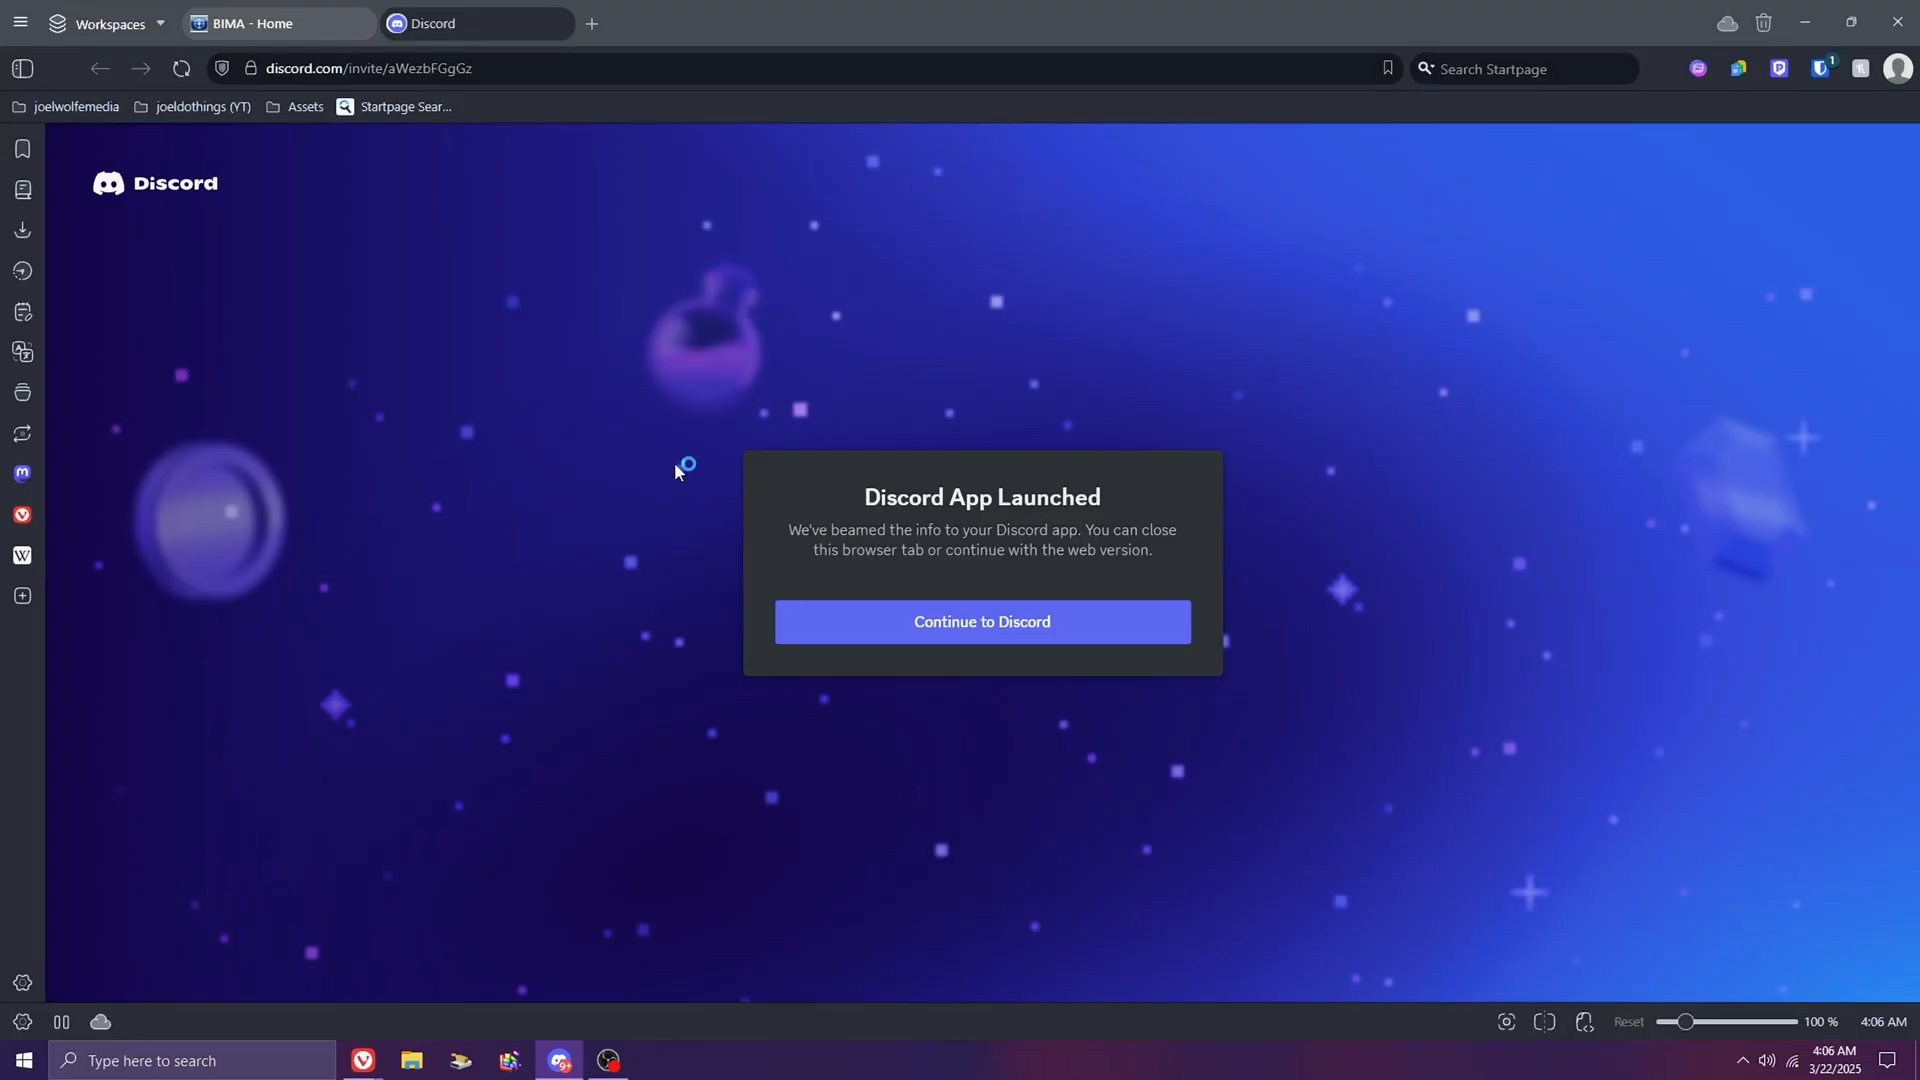 Workspaces
BIMA - Home
Discord
discord.com/invite/aWezbFGgGz
Search Startpage
1
joelwolfemedia
joeldothings (YT)
Assets
Startpage Sear...
Discord
Discord App Launched
We've beamed the info to your Discord app. You can close
this browser tab or continue with the web version.
Continue to Discord
W
Reset
100 %
4:06 AM
Type here to search
9+
4:06 AM
3/22/2025